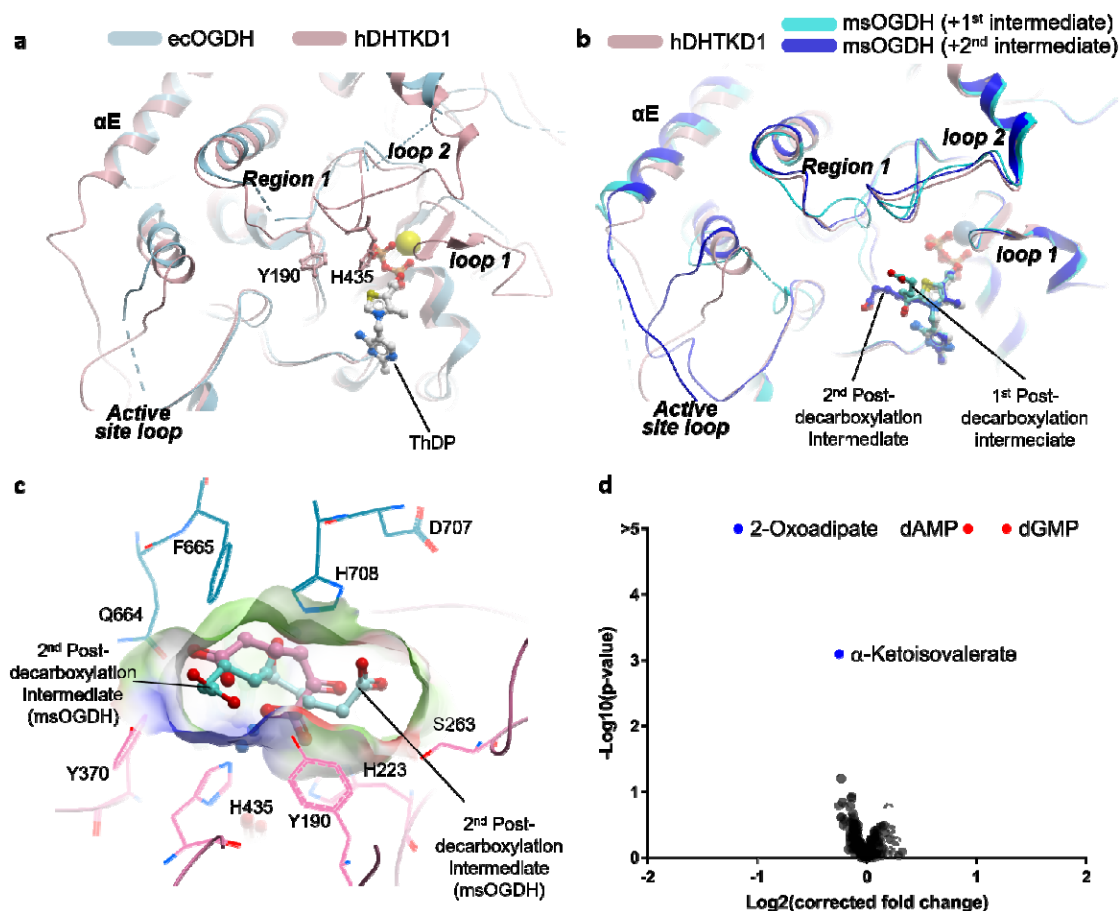 a
ecOGDH
hDHTKD1
αE
loop 2
Region 1
Y190
H435
loop 1
Active
site loop
ThDP
b
hDHTKD1
msOGDH (+1st intermediate)
msOGDH (+2nd intermediate)
αE
loop 2
Region 1
loop 1
Active
site loop
2nd Post-
decarboxylation
Intermediate
1st Post-
decarboxylation
intermeciate
c
F665
D707
H708
Q664
2nd Post-
decarboxylation
Intermediate
(msOGDH)
S263
Y370
H223
H435
Y190
2nd Post-
decarboxylation
Intermediate
(msOGDH)
d
>5
2-Oxoadipate
dAMP
dGMP
4
α-Ketoisovalerate
3
2
1
0
-Log10(p-value)
-2
-1
0
1
2
Log2(corrected fold change)